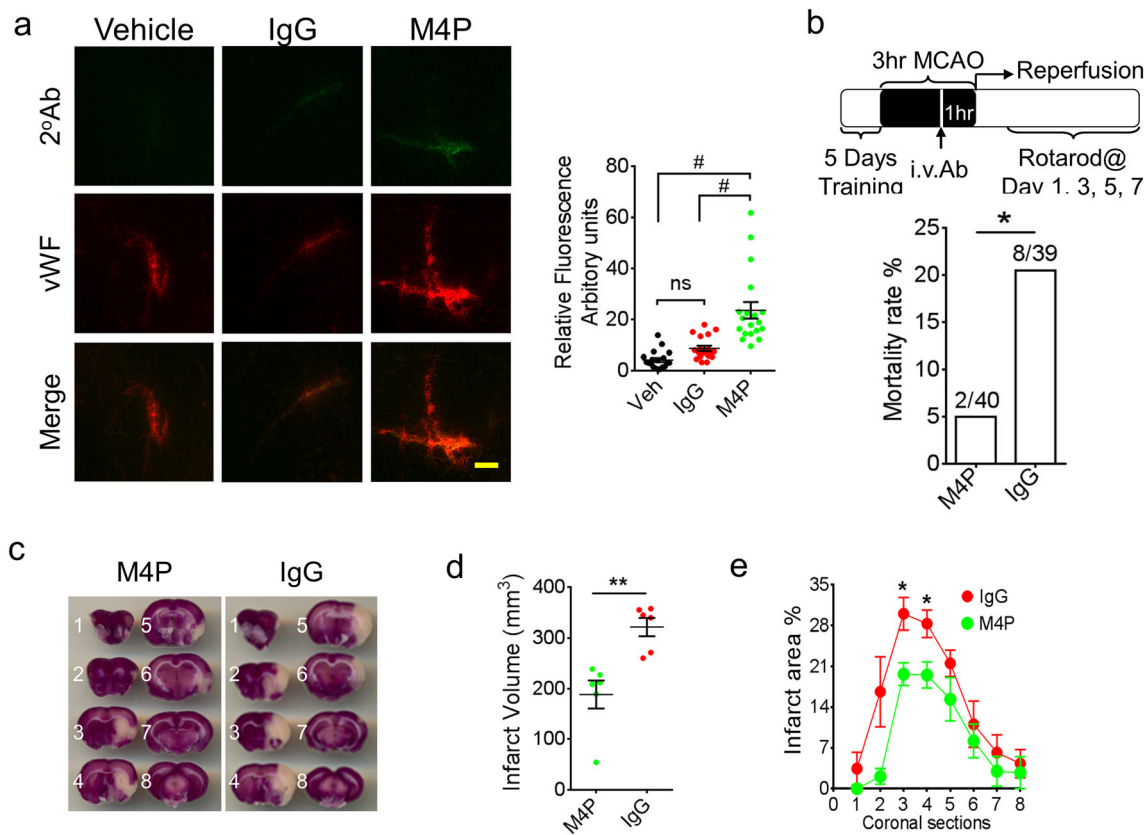 a
Vehicle IgG M4P
2ºAb
vWF
Merge
Relative Fluorescence
Arbitory units
80
60
40
20
0
#
#
ns
Veh IgG M4P
b
3hr MCAO
Reperfusion
1hr
5 Days
Training
i.v.Ab
Rotarod@
Day 1, 3, 5, 7
Mortality rate %
25
20
15
10
5
0
*
2/40
8/39
M4P IgG
c
M4P IgG
1 5 1 5
2 6 2 6
3 7 3 7
4 8 4 8
d
Infarct Volume (mm³)
400
300
200
100
0
**
M4P IgG
e
Infarct area %
35
28
21
14
7
0
* *
IgG
M4P
0 1 2 3 4 5 6 7 8
Coronal sections